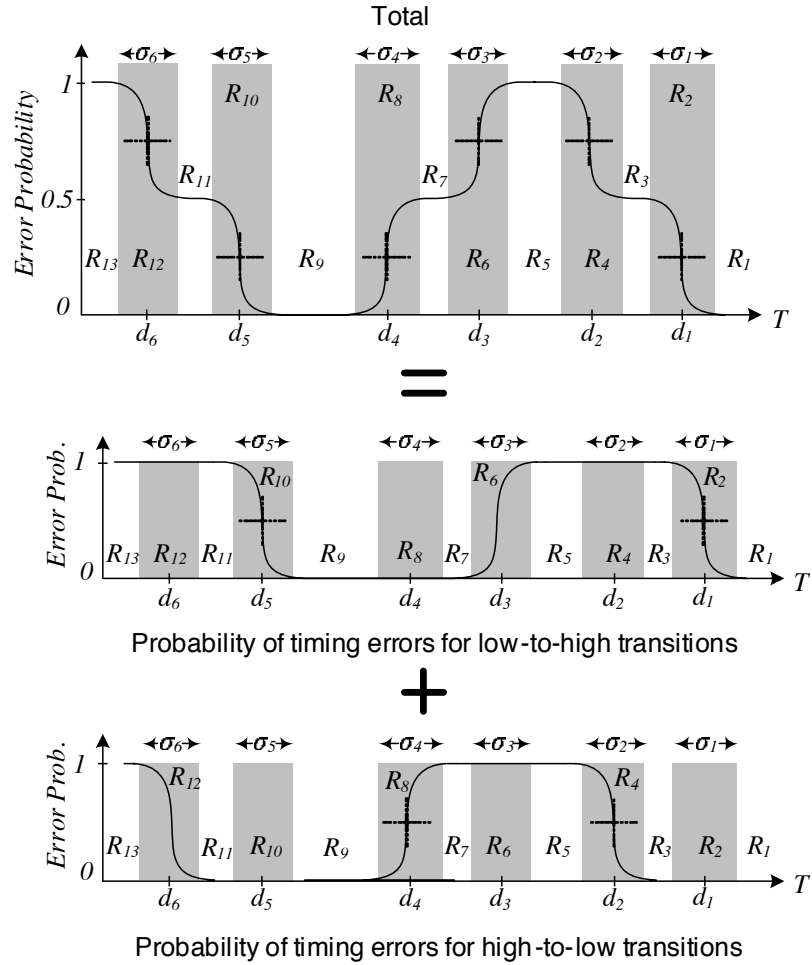 Total
σ6 σ5 σ4 σ3 σ2 σ1
Error Probability
1
0.5
0
R10 R8 R2
R11 R7 R3
R13 R12 R9 R6 R5 R4 R1
d6 d5 d4 d3 d2 d1 T
=
σ6 σ5 σ4 σ3 σ2 σ1
Error Prob.
1
0
R10 R6 R2
R13 R12 R11 R9 R8 R7 R5 R4 R3 R1
d6 d5 d4 d3 d2 d1 T
Probability of timing errors for low-to-high transitions
+
σ6 σ5 σ4 σ3 σ2 σ1
Error Prob.
1
0
R12 R8 R4
R13 R11 R10 R9 R7 R6 R5 R3 R2 R1
d6 d5 d4 d3 d2 d1 T
Probability of timing errors for high-to-low transitions